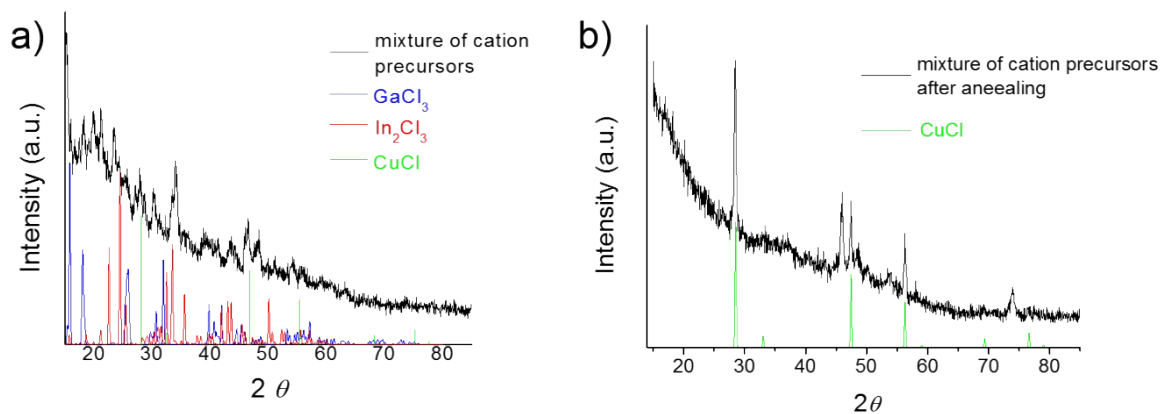 a)
mixture of cation
precursors
GaCl3
In2Cl3
CuCl
Intensity (a.u.)
20 30 40 50 60 70 80
2 θ
b)
mixture of cation precursors
after aneealing
CuCl
Intensity (a.u.)
20 30 40 50 60 70 80
2θ